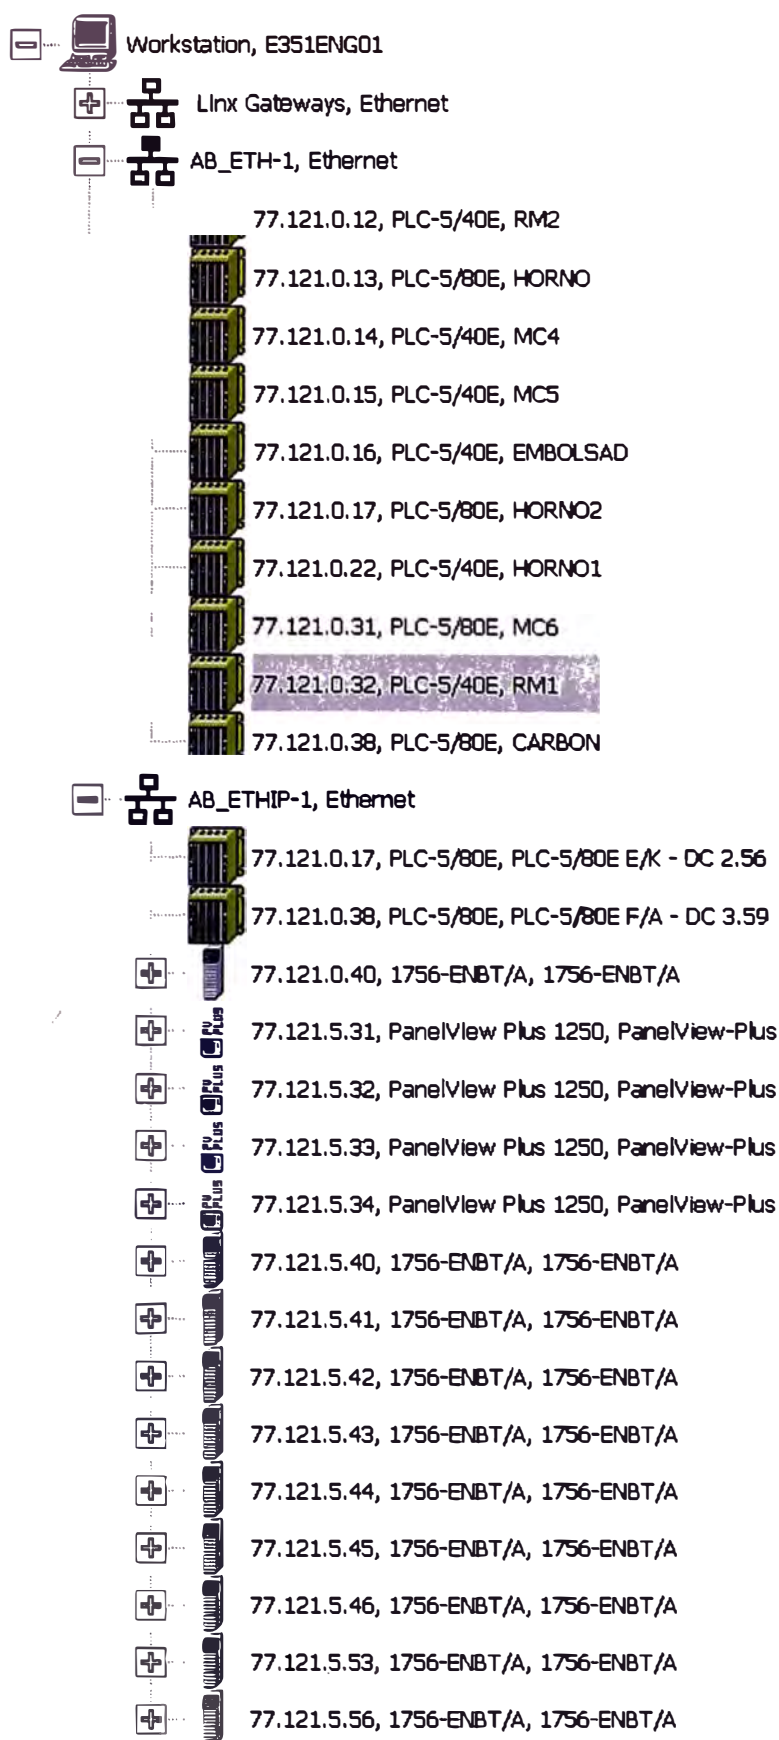 Workstation, E351ENG01
Linx Gateways, Ethernet
AB_ETH-1, Ethernet
77.121.0.12, PLC-5/40E, RM2
77.121.0.13, PLC-5/80E, HORNO
77.121.0.14, PLC-5/40E, MC4
77.121.0.15, PLC-5/40E, MC5
77.121.0.16, PLC-5/40E, EMBOLSAD
77.121.0.17, PLC-5/80E, HORNO2
77.121.0.22, PLC-5/40E, HORNO1
77.121.0.31, PLC-5/80E, MC6
77.121.0.32, PLC-5/40E, RM1
77.121.0.38, PLC-5/80E, CARBON
AB_ETHIP-1, Ethernet
77.121.0.17, PLC-5/80E, PLC-5/80E E/K - DC 2.56
77.121.0.38, PLC-5/80E, PLC-5/80E F/A - DC 3.59
77.121.0.40, 1756-ENBT/A, 1756-ENBT/A
PV PLUS 77.121.5.31, PanelView Plus 1250, PanelView-Plus
PV PLUS 77.121.5.32, PanelView Plus 1250, PanelView-Plus
PV PLUS 77.121.5.33, PanelView Plus 1250, PanelView-Plus
PV PLUS 77.121.5.34, PanelView Plus 1250, PanelView-Plus
77.121.5.40, 1756-ENBT/A, 1756-ENBT/A
77.121.5.41, 1756-ENBT/A, 1756-ENBT/A
77.121.5.42, 1756-ENBT/A, 1756-ENBT/A
77.121.5.43, 1756-ENBT/A, 1756-ENBT/A
77.121.5.44, 1756-ENBT/A, 1756-ENBT/A
77.121.5.45, 1756-ENBT/A, 1756-ENBT/A
77.121.5.46, 1756-ENBT/A, 1756-ENBT/A
77.121.5.53, 1756-ENBT/A, 1756-ENBT/A
77.121.5.56, 1756-ENBT/A, 1756-ENBT/A